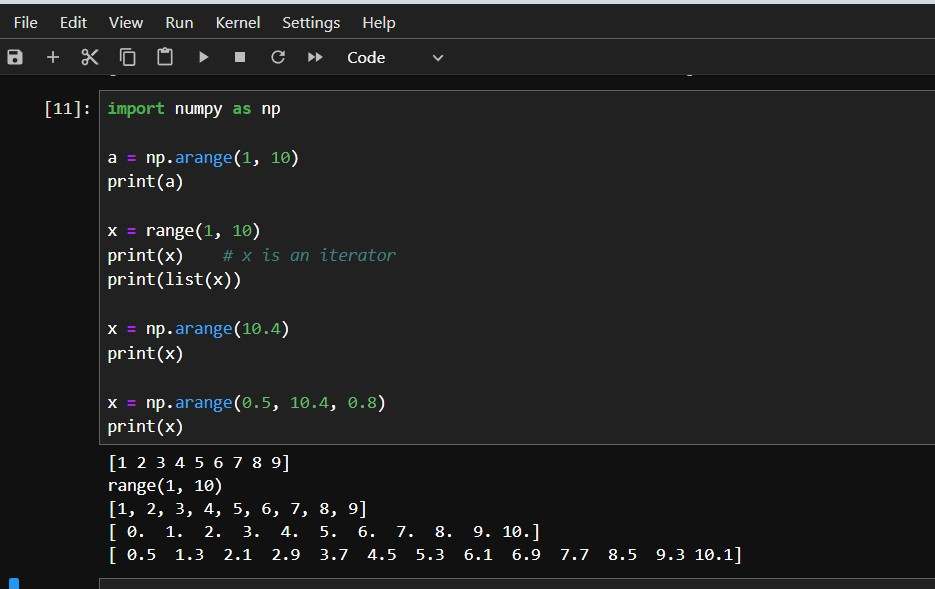 File Edit View Run Kernel Settings Help
Code
[11]: import numpy as np
a = np.arange(1, 10)
print(a)
x = range(1, 10)
print(x)    # x is an iterator
print(list(x))
x = np.arange(10.4)
print(x)
x = np.arange(0.5, 10.4, 0.8)
print(x)
[1 2 3 4 5 6 7 8 9]
range(1, 10)
[1, 2, 3, 4, 5, 6, 7, 8, 9]
[ 0.  1.  2.  3.  4.  5.  6.  7.  8.  9. 10.]
[ 0.5  1.3  2.1  2.9  3.7  4.5  5.3  6.1  6.9  7.7  8.5  9.3 10.1]